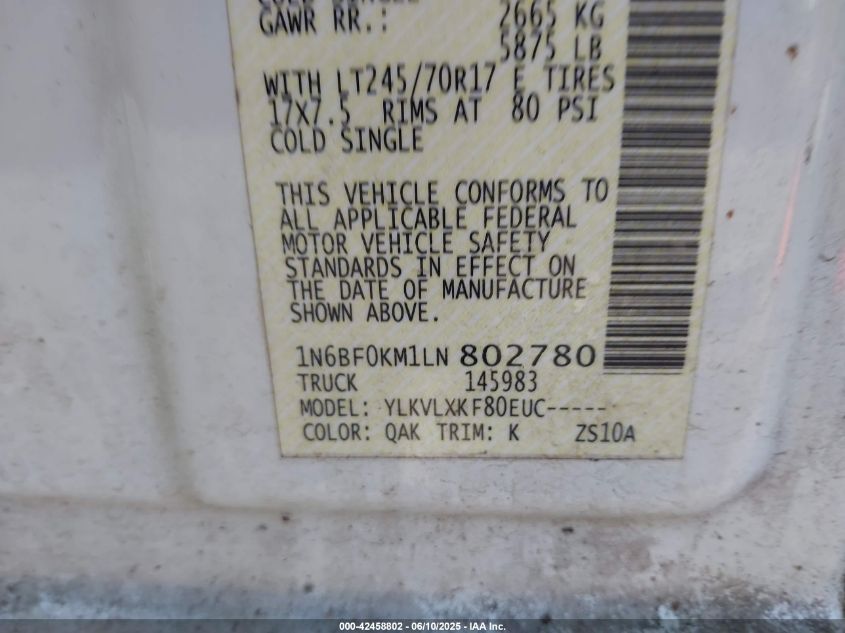 COLD SINGLE
GAWR RR.: 2665 KG
5875 LB
WITH LT245/70R17 E TIRES
17X7.5 RIMS AT 80 PSI
COLD SINGLE
THIS VEHICLE CONFORMS TO
ALL APPLICABLE FEDERAL
MOTOR VEHICLE SAFETY
STANDARDS IN EFFECT ON
THE DATE OF MANUFACTURE
SHOWN ABOVE.
1N6BF0KM1LN 802780
TRUCK 145983
MODEL: YLKVLXKF80EUC-----
COLOR: QAK TRIM: K ZS10A
000-42458802 - 06/10/2025 - IAA Inc.